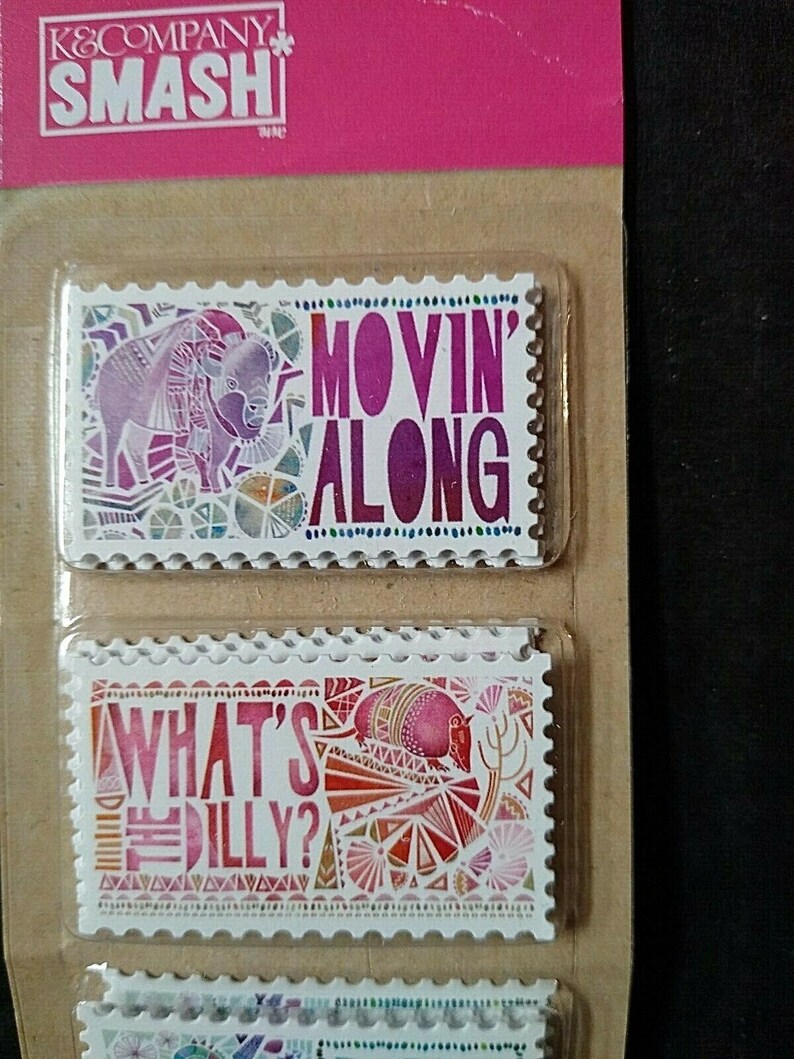 K&COMPANY
SMASH*
MOVIN'
ALONG
WHAT'S
THE DILLY?